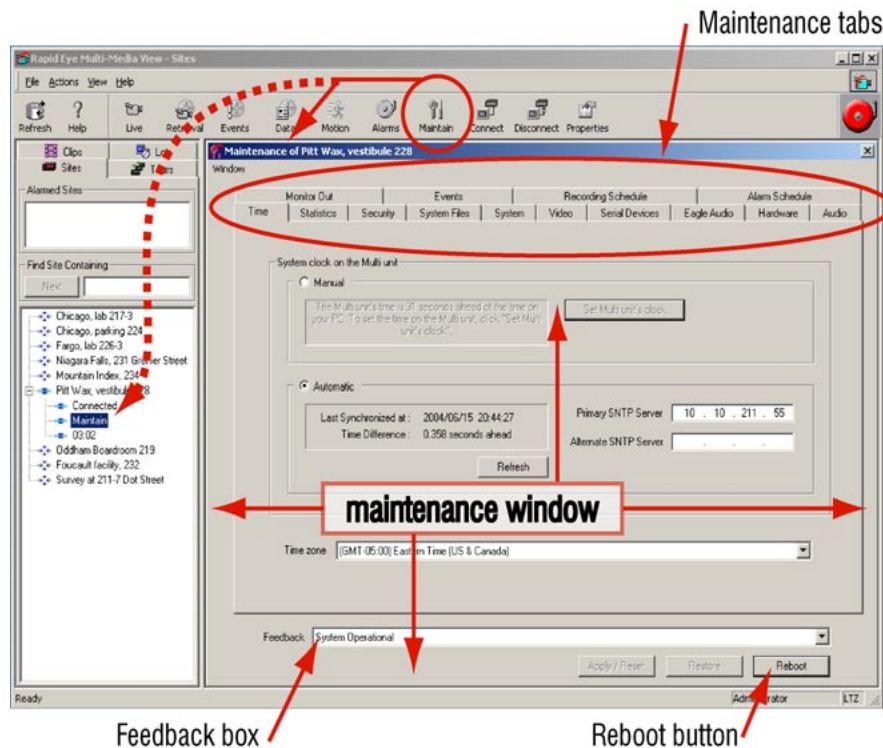 Maintenance tabs
Rapid Eye Multi-Media View - Sites
File Actions View Help
Refresh Help Live Retrieval Events Data Motion Alarms Maintain Connect Disconnect Properties
Clips
Sites
Alarmed Sites
Find Site Containing
Next
Chicago, lab 217-3
Chicago, parking 224
Fargo, lab 226-3
Niagara Falls, 231 Grenier Street
Mountain Index, 234
Pitt Wax, vestibule 228
Connected
Maintain
03:02
Oddham Boardroom 219
Foucault facility, 232
Survey at 211-7 Dot Street
Maintenance of Pitt Wax, vestibule 228
Window
Monitor Out Events Recording Schedule Alarm Schedule
Time Statistics Security System Files System Video Serial Devices Eagle Audio Hardware Audio
System clock on the Multi unit
Manual
The Multi unit's time is 31 seconds ahead of the time on
your PC. To set the time on the Multi unit, click "Set Multi
unit's clock".
Set Multi unit's clock
Automatic
Last Synchronized at : 2004/06/15 20:44:27
Time Difference : 0.358 seconds ahead
Refresh
Primary SNTP Server 10 . 10 . 211 . 55
Alternate SNTP Server . . .
maintenance window
Time zone (GMT-05:00) Eastern Time (US & Canada)
Feedback System Operational
Apply / Reset Restore Reboot
Ready Administrator LTZ
Feedback box
Reboot button